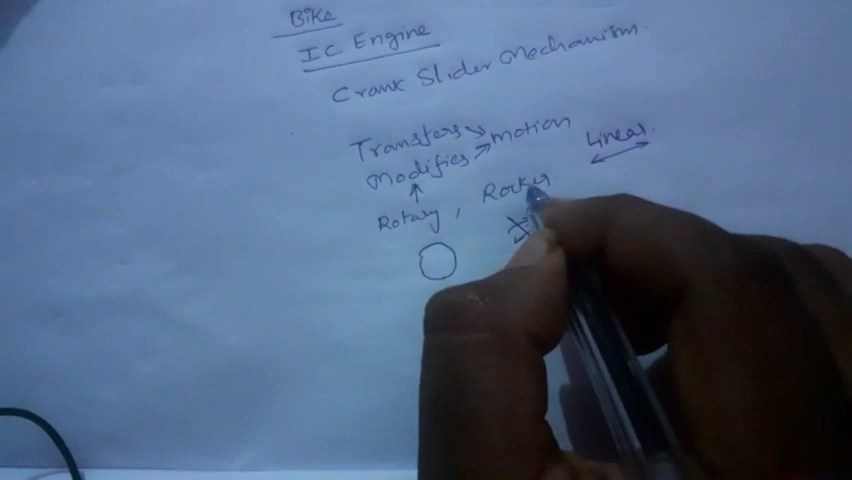 Bike
IC Engine
Crank Slider Mechanism.
Transfers
Modifies motion
Linear.
Rotary, Rocker